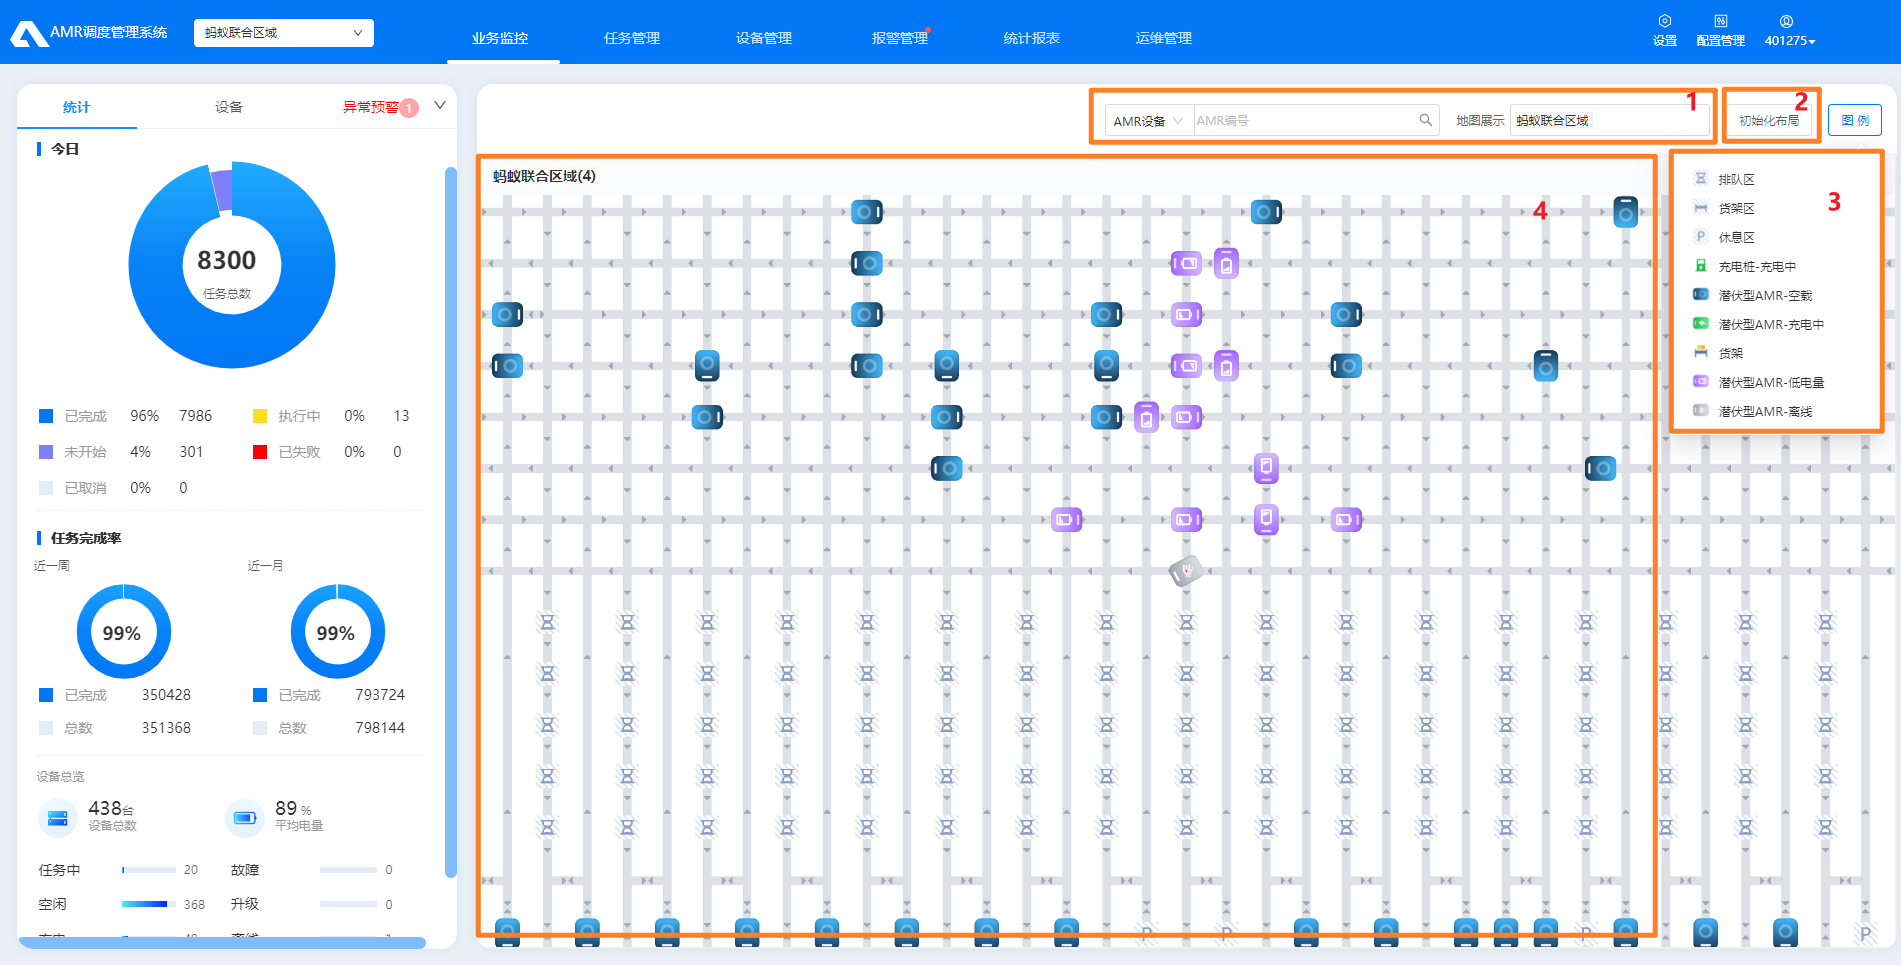 AMR调度管理系统
蚂蚁联合区域
业务监控
任务管理
设备管理
报警管理
统计报表
运维管理
设置
配置管理
401275
统计
设备
异常预警 1
今日
8300
任务总数
已完成 96% 7986
执行中 0% 13
未开始 4% 301
已失败 0% 0
已取消 0% 0
任务完成率
近一周
近一月
99%
99%
已完成 350428
已完成 793724
总数 351368
总数 798144
设备总览
438台
设备总数
89 %
平均电量
任务中 20
故障 0
空闲 368
升级 0
AMR设备
AMR编号
地图展示
蚂蚁联合区域
1
初始化布局
2
图 例
蚂蚁联合区域(4)
4
3
排队区
货架区
P 休息区
充电桩-充电中
潜伏型AMR-空载
潜伏型AMR-充电中
货架
潜伏型AMR-低电量
潜伏型AMR-离线
P
P
P
P